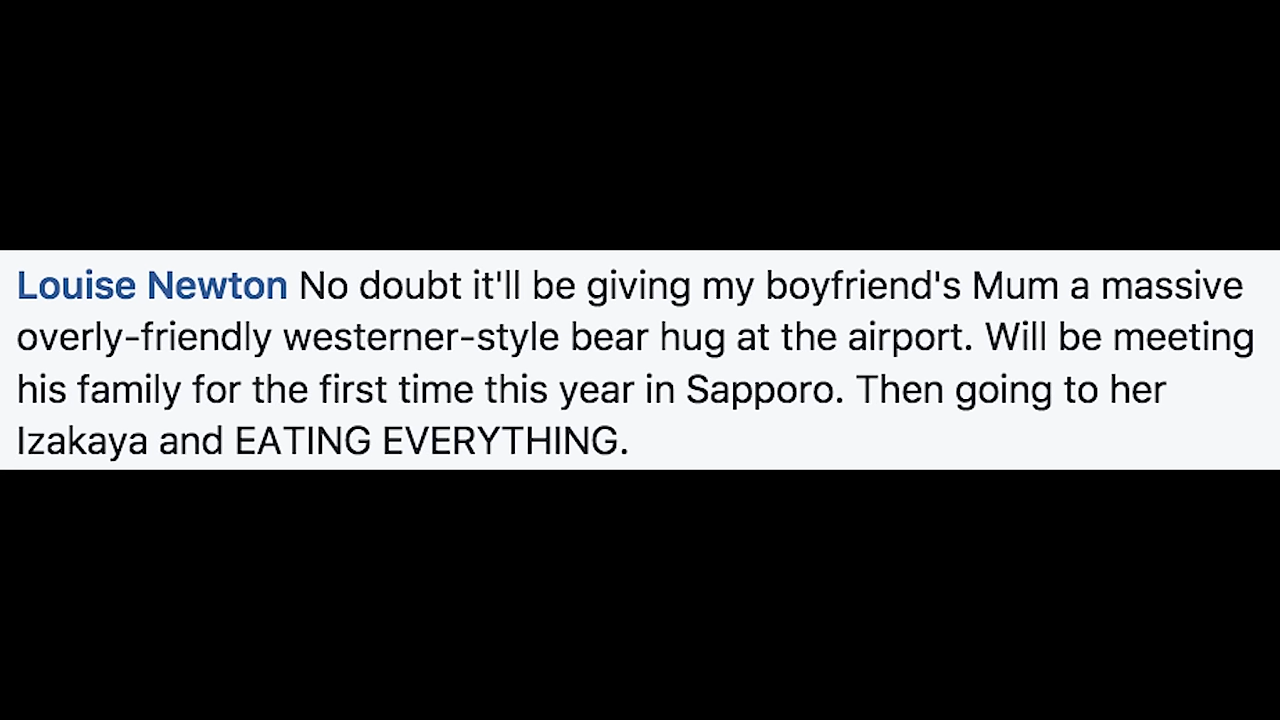 Louise Newton No doubt it'll be giving my boyfriend's Mum a massive
overly-friendly westerner-style bear hug at the airport. Will be meeting
his family for the first time this year in Sapporo. Then going to her
Izakaya and EATING EVERYTHING.